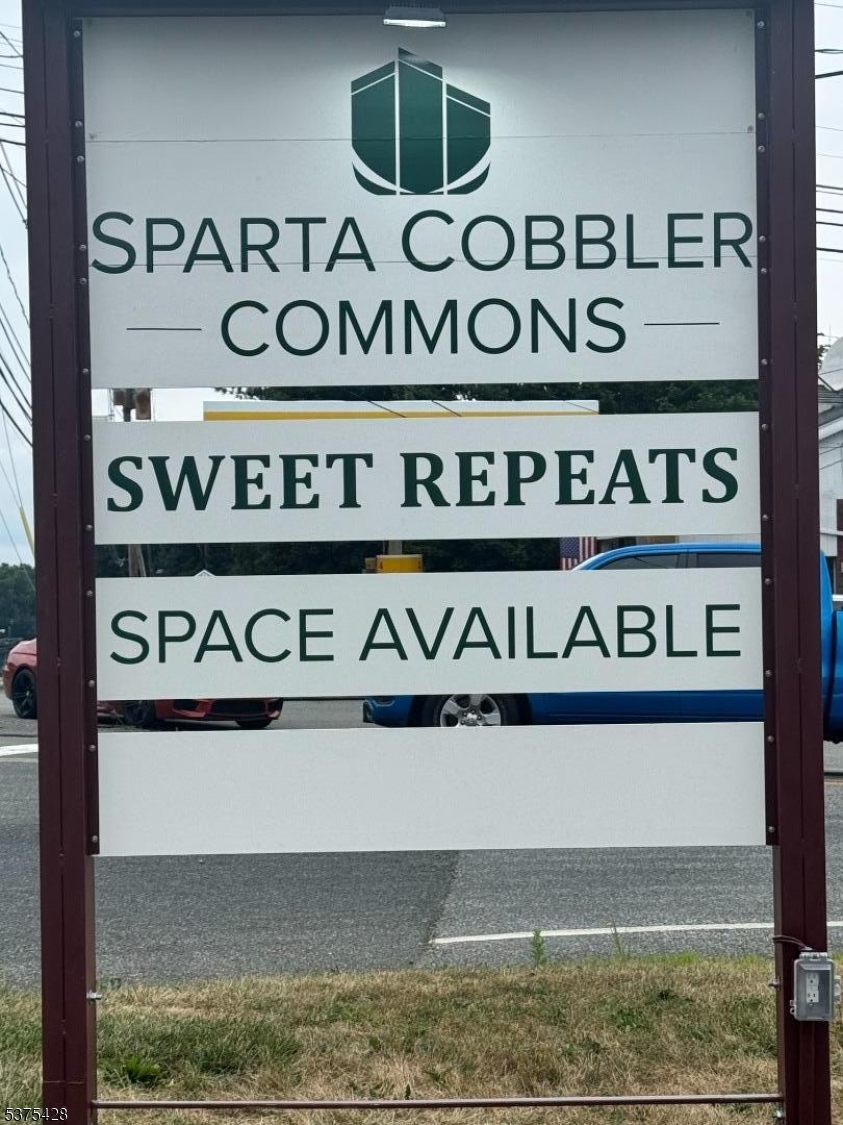 SPARTA COBBLER
COMMONS
SWEET REPEATS
SPACE AVAILABLE
5375428